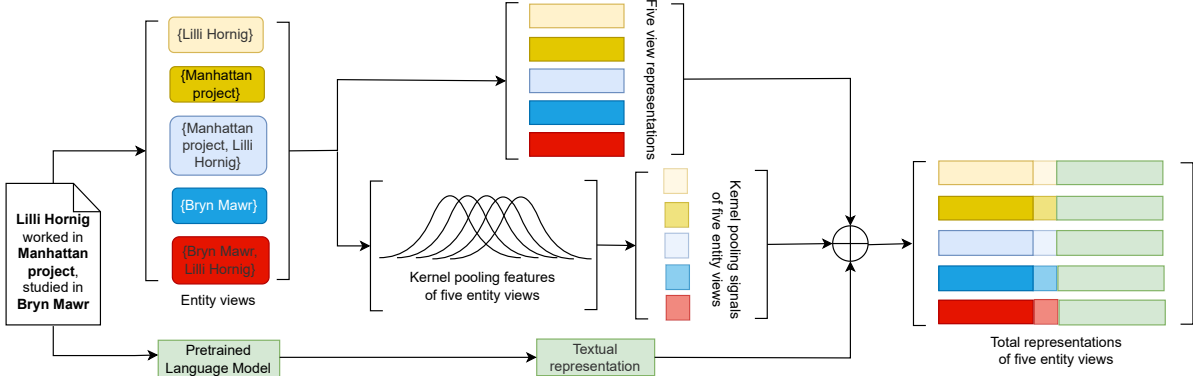 Lilli Hornig
worked in
Manhattan
project,
studied in
Bryn Mawr
{Lilli Hornig}
{Manhattan
project}
{Manhattan
project, Lilli
Hornig}
{Bryn Mawr}
{Bryn Mawr,
Lilli Hornig}
Entity views
Five view representations
Kernel pooling features
of five entity views
Kernel pooling signals
of five entity views
Pretrained
Language Model
Textual
representation
Total representations
of five entity views